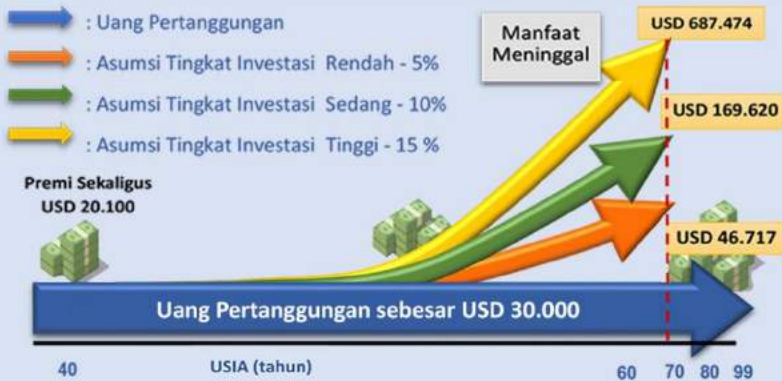 : Uang Pertanggungan
: Asumsi Tingkat Investasi Rendah - 5%
: Asumsi Tingkat Investasi Sedang - 10%
: Asumsi Tingkat Investasi Tinggi - 15 %
Manfaat
Meninggal
USD 687.474
USD 169.620
USD 46.717
Premi Sekaligus
USD 20.100
Uang Pertanggungan sebesar USD 30.000
40 USIA (tahun) 60 70 80 99